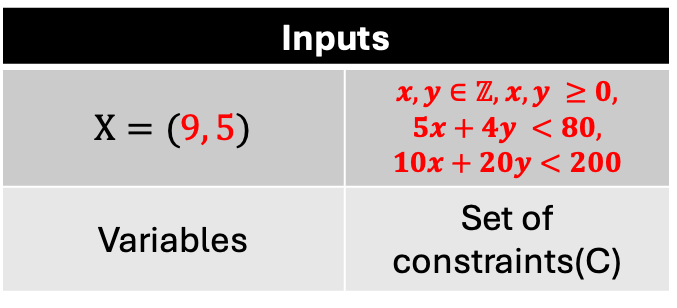 Inputs
X = (9, 5)
x, y ∈ ℤ, x, y ≥ 0,
5x + 4y < 80,
10x + 20y < 200
Variables
Set of
constraints(C)